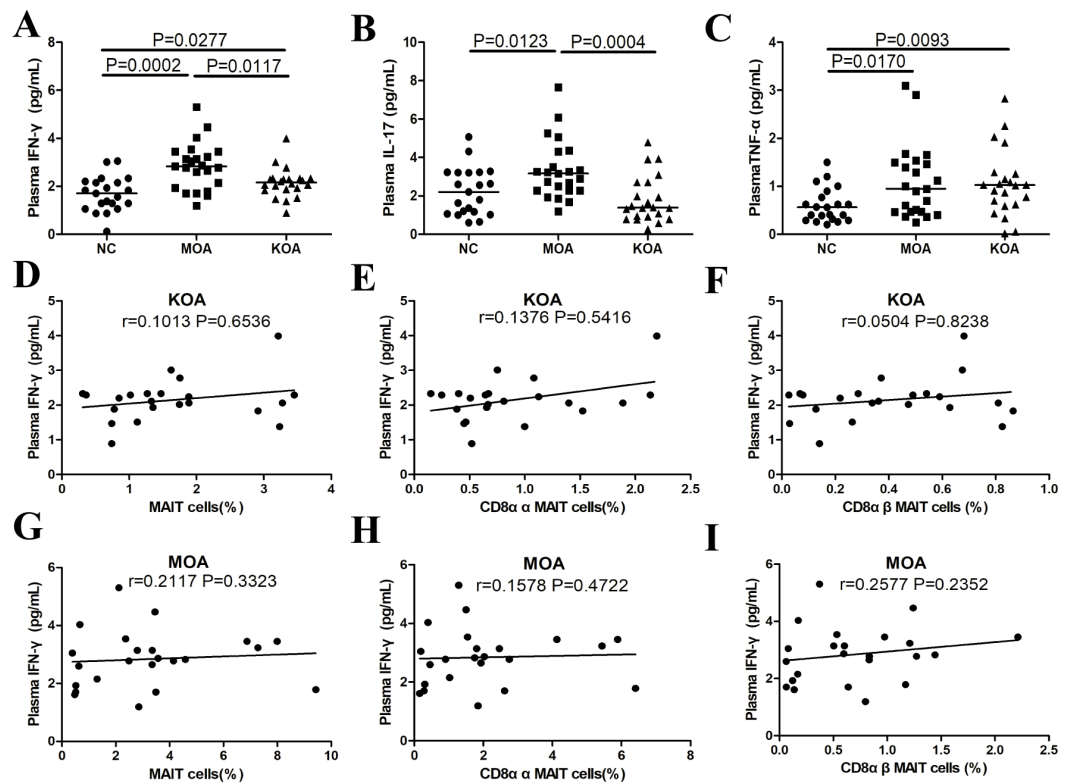 A
Plasma IFN-γ (pg/mL)
8
6
4
2
0
P=0.0277
P=0.0002
P=0.0117
NC
MOA
KOA
B
Plasma IL-17 (pg/mL)
10
8
6
4
2
0
P=0.0123
P=0.0004
NC
MOA
KOA
C
PlasmaTNF-α (pg/mL)
4
3
2
1
0
P=0.0093
P=0.0170
NC
MOA
KOA
D
KOA
r=0.1013 P=0.6536
Plasma IFN-γ (pg/mL)
5
4
3
2
1
0
0 1 2 3 4
MAIT cells(%)
E
KOA
r=0.1376 P=0.5416
Plasma IFN-γ (pg/mL)
5
4
3
2
1
0
0.0 0.5 1.0 1.5 2.0 2.5
CD8α α MAIT cells(%)
F
KOA
r=0.0504 P=0.8238
Plasma IFN-γ (pg/mL)
5
4
3
2
1
0
0.0 0.2 0.4 0.6 0.8 1.0
CD8α β MAIT cells (%)
G
MOA
r=0.2117 P=0.3323
Plasma IFN-γ (pg/mL)
6
4
2
0
0 2 4 6 8 10
MAIT cells(%)
H
MOA
r=0.1578 P=0.4722
Plasma IFN-γ (pg/mL)
8
6
4
2
0
0 2 4 6 8
CD8α α MAIT cells(%)
I
MOA
r=0.2577 P=0.2352
Plasma IFN-γ (pg/mL)
6
4
2
0
0.0 0.5 1.0 1.5 2.0 2.5
CD8α β MAIT cells (%)